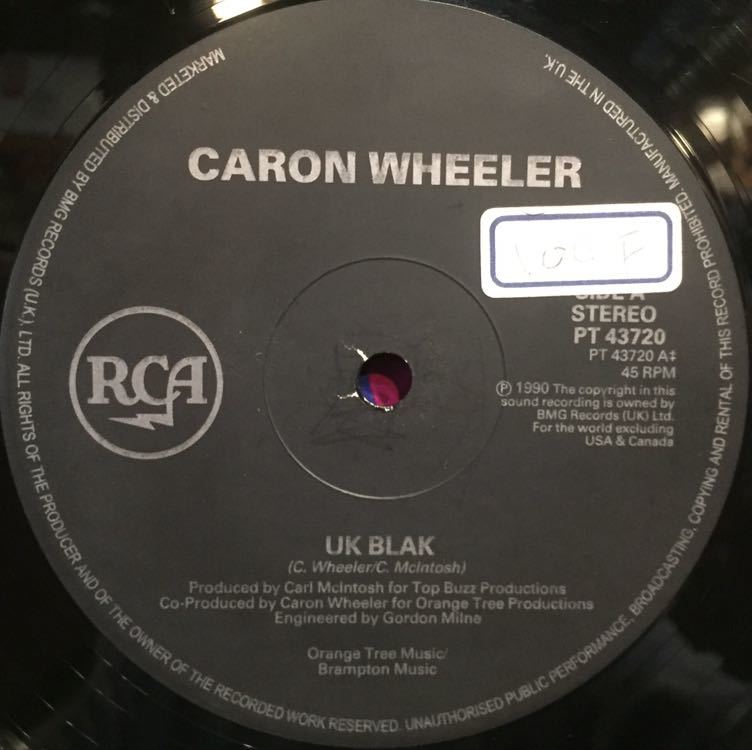 MARKETED & DISTRIBUTED BY BMG RECORDS (UK), LTD. ALL RIGHTS OF THE PRODUCER AND OF THE OWNER OF THE RECORDED WORK RESERVED. UNAUTHORISED PUBLIC PERFORMANCE, BROADCASTING, COPYING AND RENTAL OF THIS RECORD PROHIBITED. MANUFACTURED IN THE U.K.
CARON WHEELER
SIDE A
STEREO
PT 43720
PT 43720 A‡
45 RPM
RCA
℗ 1990 The copyright in this
sound recording is owned by
BMG Records (UK) Ltd.
For the world excluding
USA & Canada
UK BLAK
(C. Wheeler/C. McIntosh)
Produced by Carl McIntosh for Top Buzz Productions
Co-Produced by Caron Wheeler for Orange Tree Productions
Engineered by Gordon Milne
Orange Tree Music/
Brampton Music